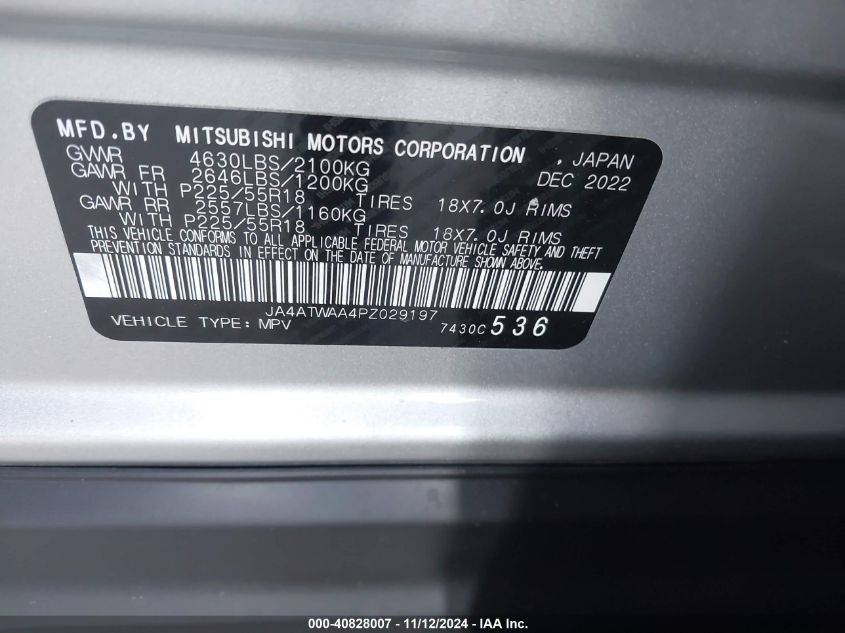 MFD.BY MITSUBISHI MOTORS CORPORATION , JAPAN
GVWR 4630LBS/2100KG DEC 2022
GAWR FR 2646LBS/1200KG
WITH P225/55R18 TIRES 18X7.0J RIMS
GAWR RR 2557LBS/1160KG
WITH P225/55R18 TIRES 18X7.0J RIMS
THIS VEHICLE CONFORMS TO ALL APPLICABLE FEDERAL MOTOR VEHICLE SAFETY AND THEFT
PREVENTION STANDARDS IN EFFECT ON THE DATE OF MANUFACTURE SHOWN ABOVE.
JA4ATWAA4PZ029197
VEHICLE TYPE: MPV 7430C 536
000-40828007 - 11/12/2024 - IAA Inc.